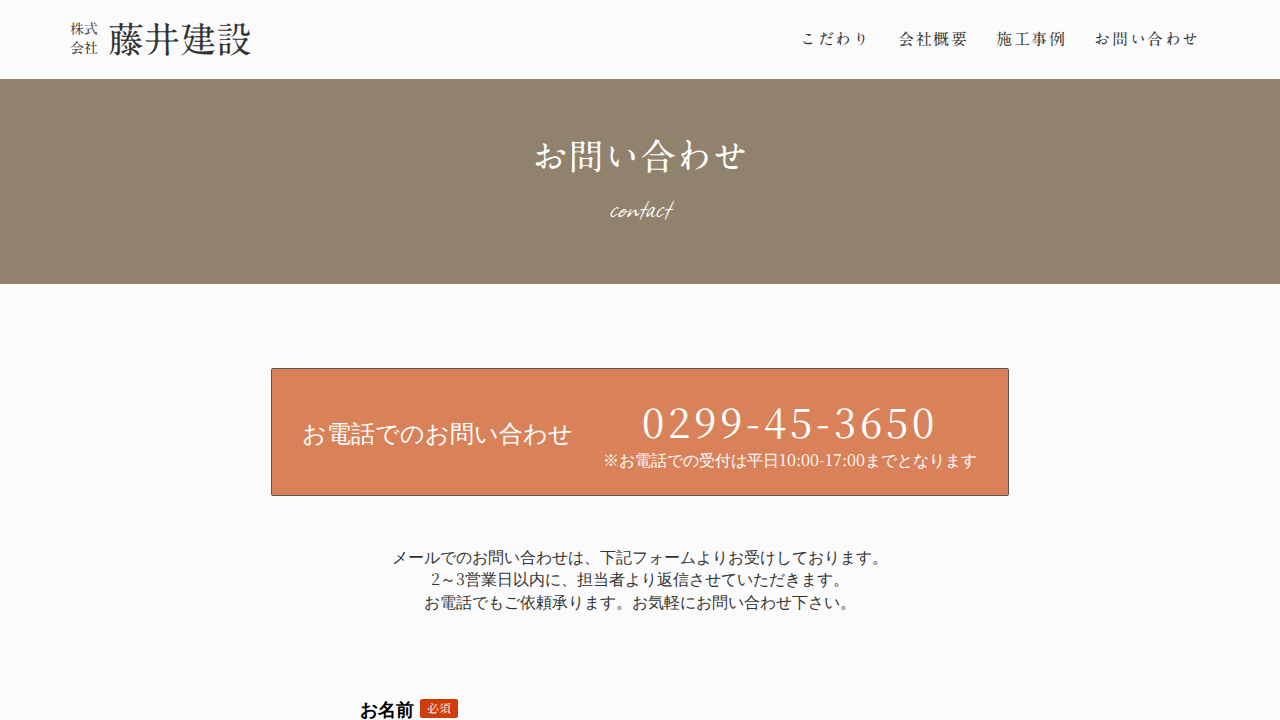 株式会社 藤井建設
こだわり 会社概要 施工事例 お問い合わせ
お問い合わせ
contact
お電話でのお問い合わせ
0299-45-3650
※お電話での受付は平日10:00-17:00までとなります
メールでのお問い合わせは、下記フォームよりお受けしております。
2～3営業日以内に、担当者より返信させていただきます。
お電話でもご依頼承ります。お気軽にお問い合わせ下さい。
お名前 必須